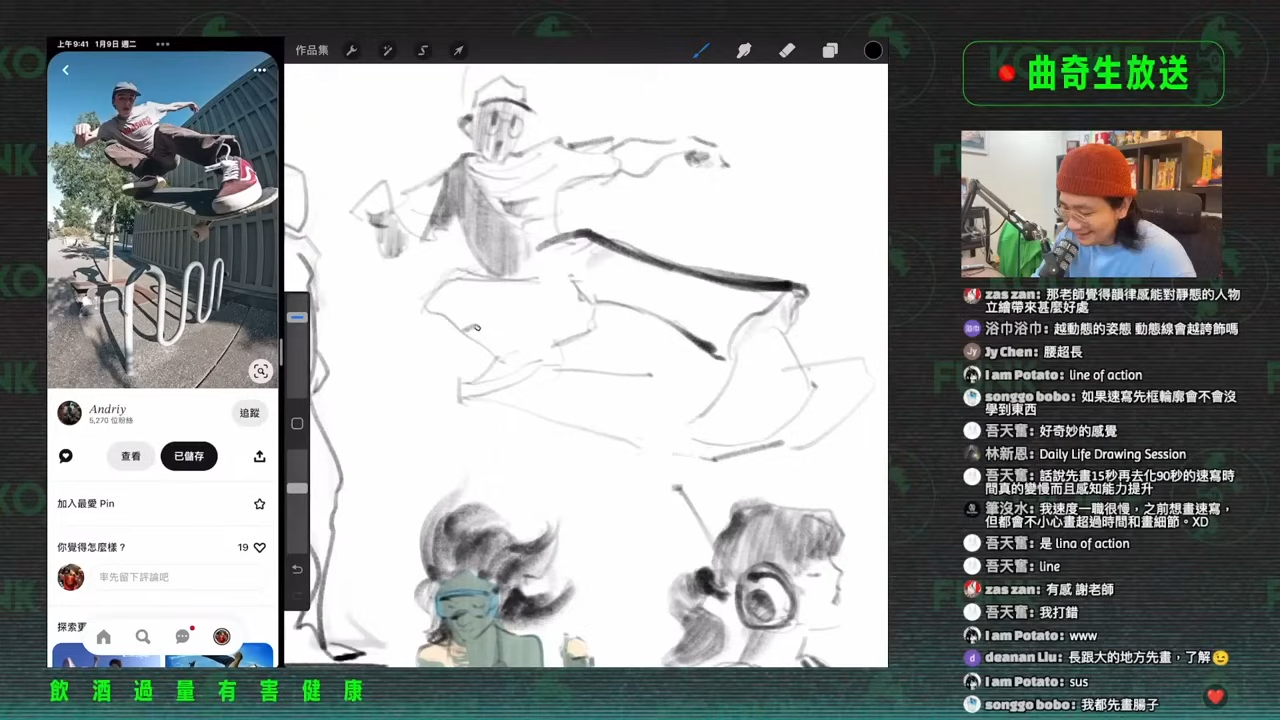 上午9:41 1月9日 週二
作品集
曲奇生放送
Andriy
5,270 位粉絲
追蹤
查看
已儲存
加入最愛 Pin
你覺得怎麼樣？
19
率先留下評論吧
探索更
zas zan: 那老師覺得韻律感能對靜態的人物
立繪帶來甚麼好處
浴巾浴巾: 越動態的姿態 動態線會越誇飾嗎
Jy Chen: 腰超長
I am Potato: line of action
songgo bobo: 如果速寫先框輪廓會不會沒
學到東西
吾天奮: 好奇妙的感覺
林新恩: Daily Life Drawing Session
吾天奮: 話說先畫15秒再去化90秒的速寫時
間真的變慢而且感知能力提升
筆沒水: 我速度一職很慢，之前想畫速寫，
但都會不小心畫超過時間和畫細節。XD
吾天奮: 是 lina of action
吾天奮: line
zas zan: 有感 謝老師
吾天奮: 我打錯
I am Potato: www
deanan Liu: 長跟大的地方先畫，了解😉
I am Potato: sus
songgo bobo: 我都先畫腸子
飲酒過量有害健康